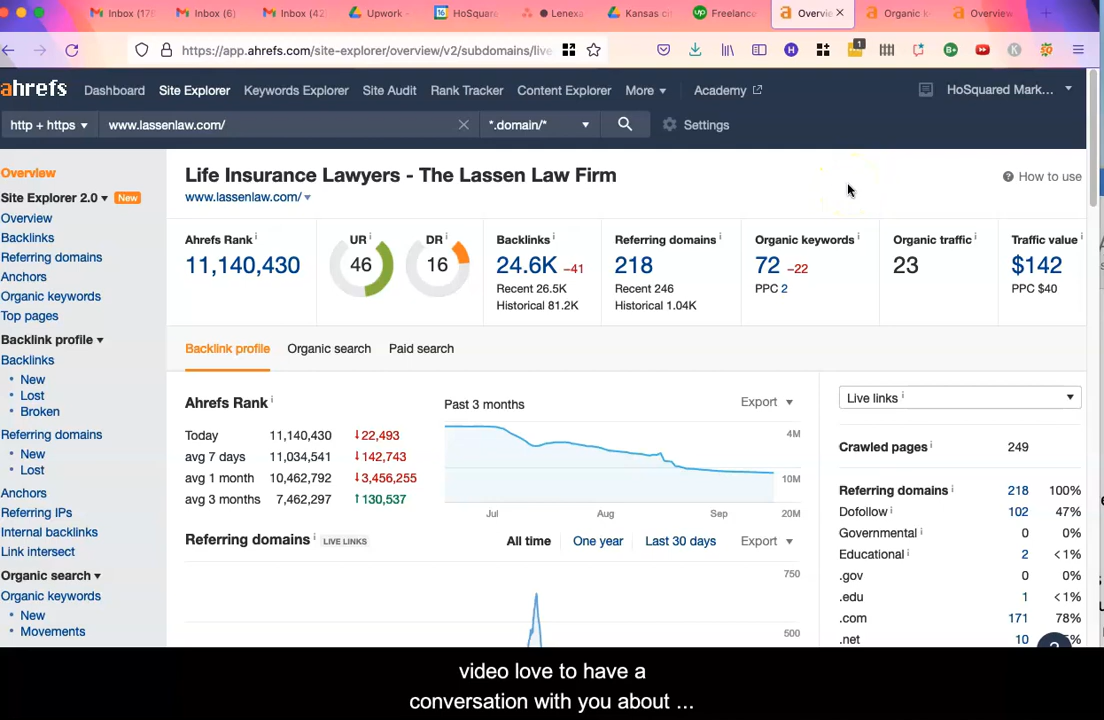 Inbox (178
Inbox (6)
Inbox (42
Upwork -
HoSquare
Lenexa
Kansas ci
Freelance
Overvie
Organic k
Overview
https://app.ahrefs.com/site-explorer/overview/v2/subdomains/live
ahrefs
Dashboard
Site Explorer
Keywords Explorer
Site Audit
Rank Tracker
Content Explorer
More
Academy
HoSquared Mark...
http + https
www.lassenlaw.com/
*.domain/*
Settings
Overview
Site Explorer 2.0 New
Overview
Backlinks
Referring domains
Anchors
Organic keywords
Top pages
Backlink profile
Backlinks
• New
• Lost
• Broken
Referring domains
• New
• Lost
Anchors
Referring IPs
Internal backlinks
Link intersect
Organic search
Organic keywords
• New
• Movements
Life Insurance Lawyers - The Lassen Law Firm
How to use
www.lassenlaw.com/
Ahrefs Rank
11,140,430
UR
46
DR
16
Backlinks
24.6K -41
Recent 26.5K
Historical 81.2K
Referring domains
218
Recent 246
Historical 1.04K
Organic keywords
72 -22
PPC 2
Organic traffic
23
Traffic value
$142
PPC $40
Backlink profile
Organic search
Paid search
Ahrefs Rank
Today 11,140,430 ↓22,493
avg 7 days 11,034,541 ↓142,743
avg 1 month 10,462,792 ↓3,456,255
avg 3 months 7,462,297 ↑130,537
Past 3 months
Export
4M
10M
20M
Jul Aug Sep
Referring domains LIVE LINKS
All time One year Last 30 days Export
750
500
Live links
Crawled pages 249
Referring domains 218 100%
Dofollow 102 47%
Governmental 0 0%
Educational 2 <1%
.gov 0 0%
.edu 1 <1%
.com 171 78%
.net 10
video love to have a
conversation with you about ...